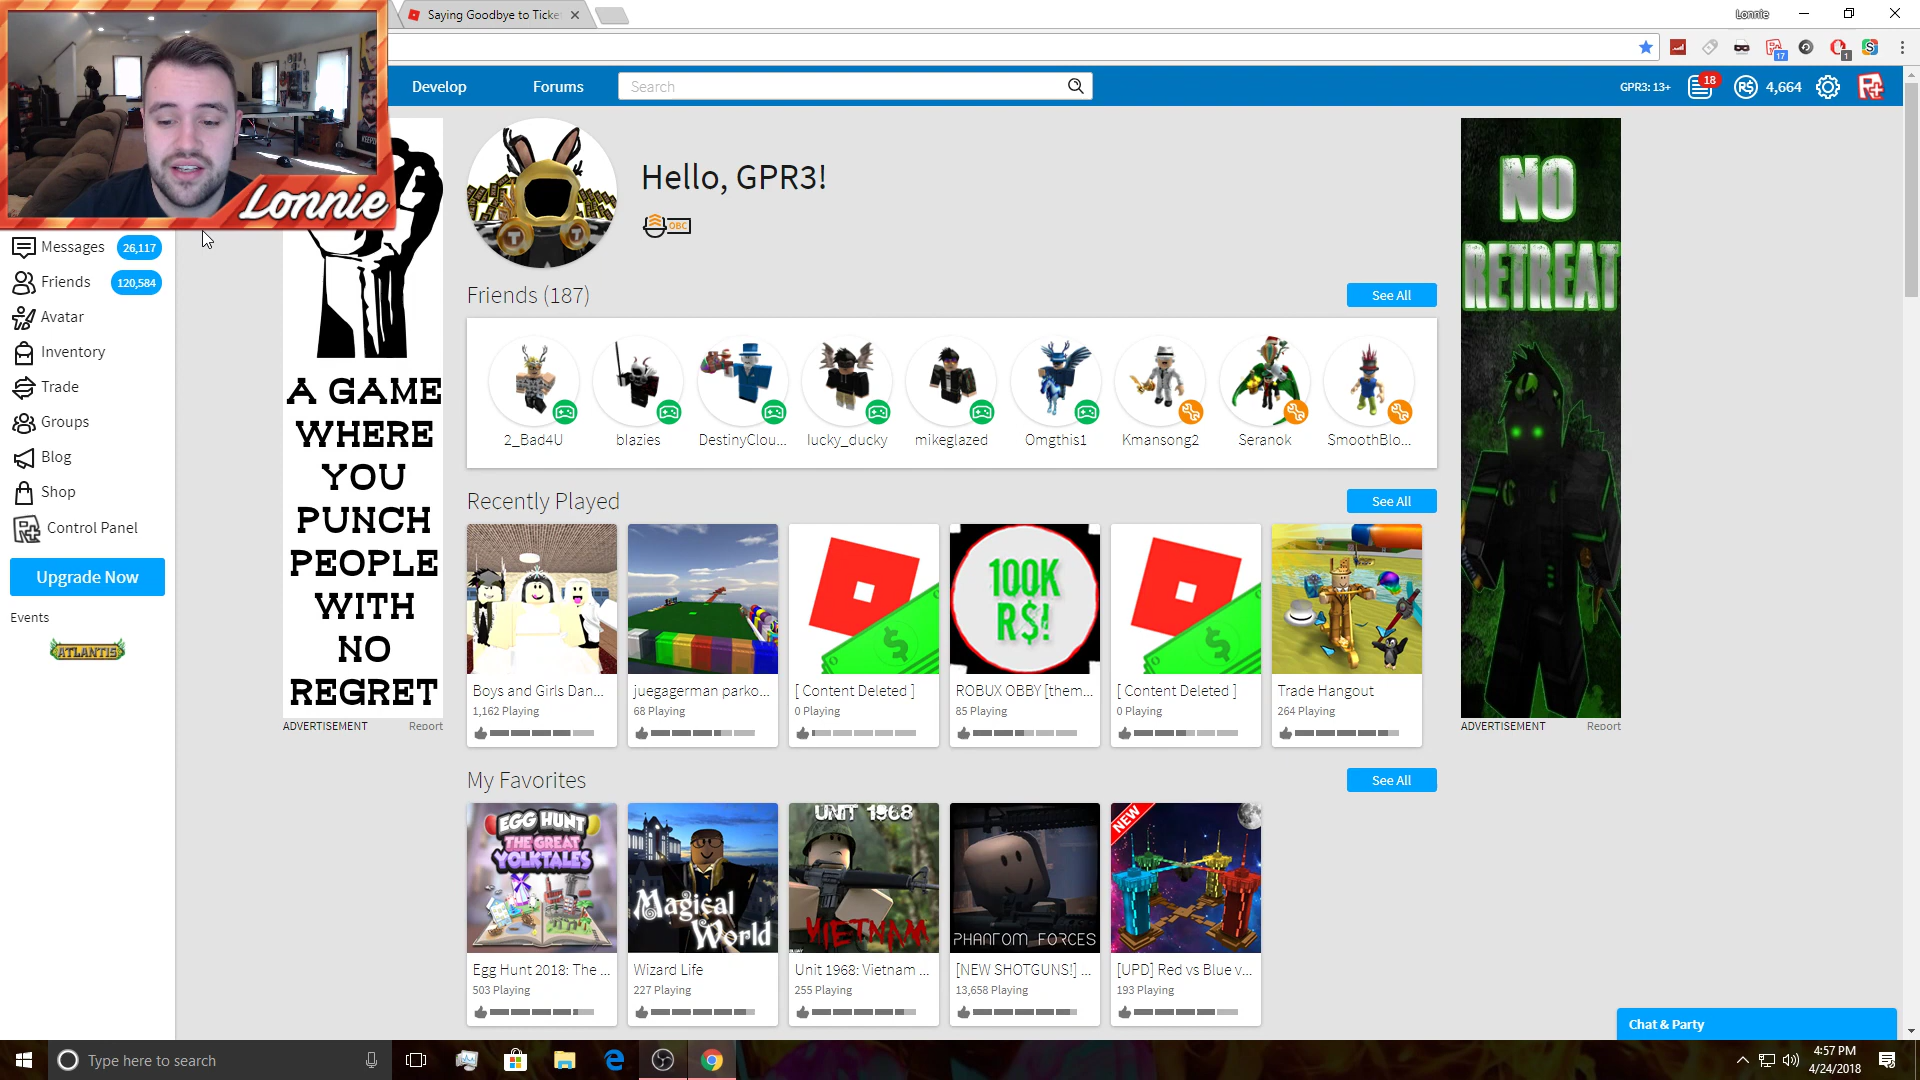 Saying Goodbye to Ticke
Lonnie
17
1
Develop
Forums
Search
GPR3: 13+
18
R$
4,664
R+
Lonnie
Hello, GPR3!
OBC
Messages
26,117
Friends
120,584
Avatar
Inventory
Trade
Groups
Blog
Shop
Control Panel
Upgrade Now
Events
ATLANTIS
A GAME
WHERE
YOU
PUNCH
PEOPLE
WITH
NO
REGRET
ADVERTISEMENT
Report
Friends (187)
See All
2_Bad4U
blazies
DestinyClou...
lucky_ducky
mikeglazed
Omgthis1
Kmansong2
Seranok
SmoothBlo...
Recently Played
See All
100K
R$!
Boys and Girls Dan...
1,162 Playing
juegagerman parko...
68 Playing
[ Content Deleted ]
0 Playing
ROBUX OBBY [them...
85 Playing
[ Content Deleted ]
0 Playing
Trade Hangout
264 Playing
My Favorites
See All
EGG HUNT
THE GREAT
YOLKTALES
Magical
World
UNIT 1968
VIETNAM
PHANTOM FORCES
NEW
Egg Hunt 2018: The ...
503 Playing
Wizard Life
227 Playing
Unit 1968: Vietnam ...
255 Playing
[NEW SHOTGUNS!] ...
13,658 Playing
[UPD] Red vs Blue v...
193 Playing
NO
RETREAT
ADVERTISEMENT
Report
Chat & Party
Type here to search
4:57 PM
4/24/2018